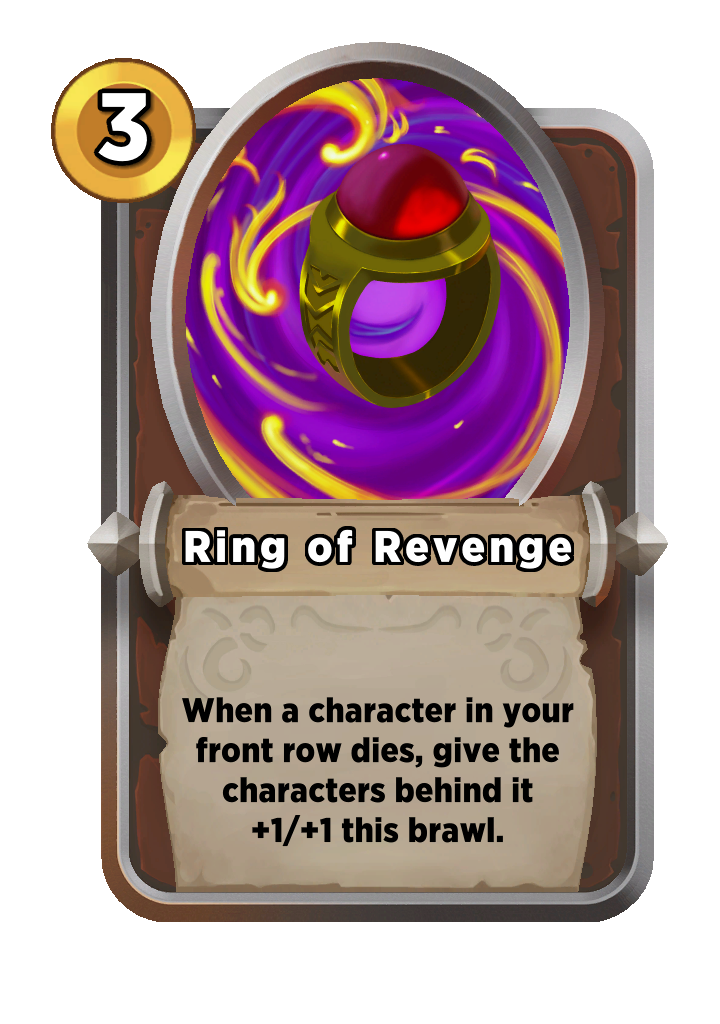 3
Ring of Revenge
When a character in your
front row dies, give the
characters behind it
+1/+1 this brawl.